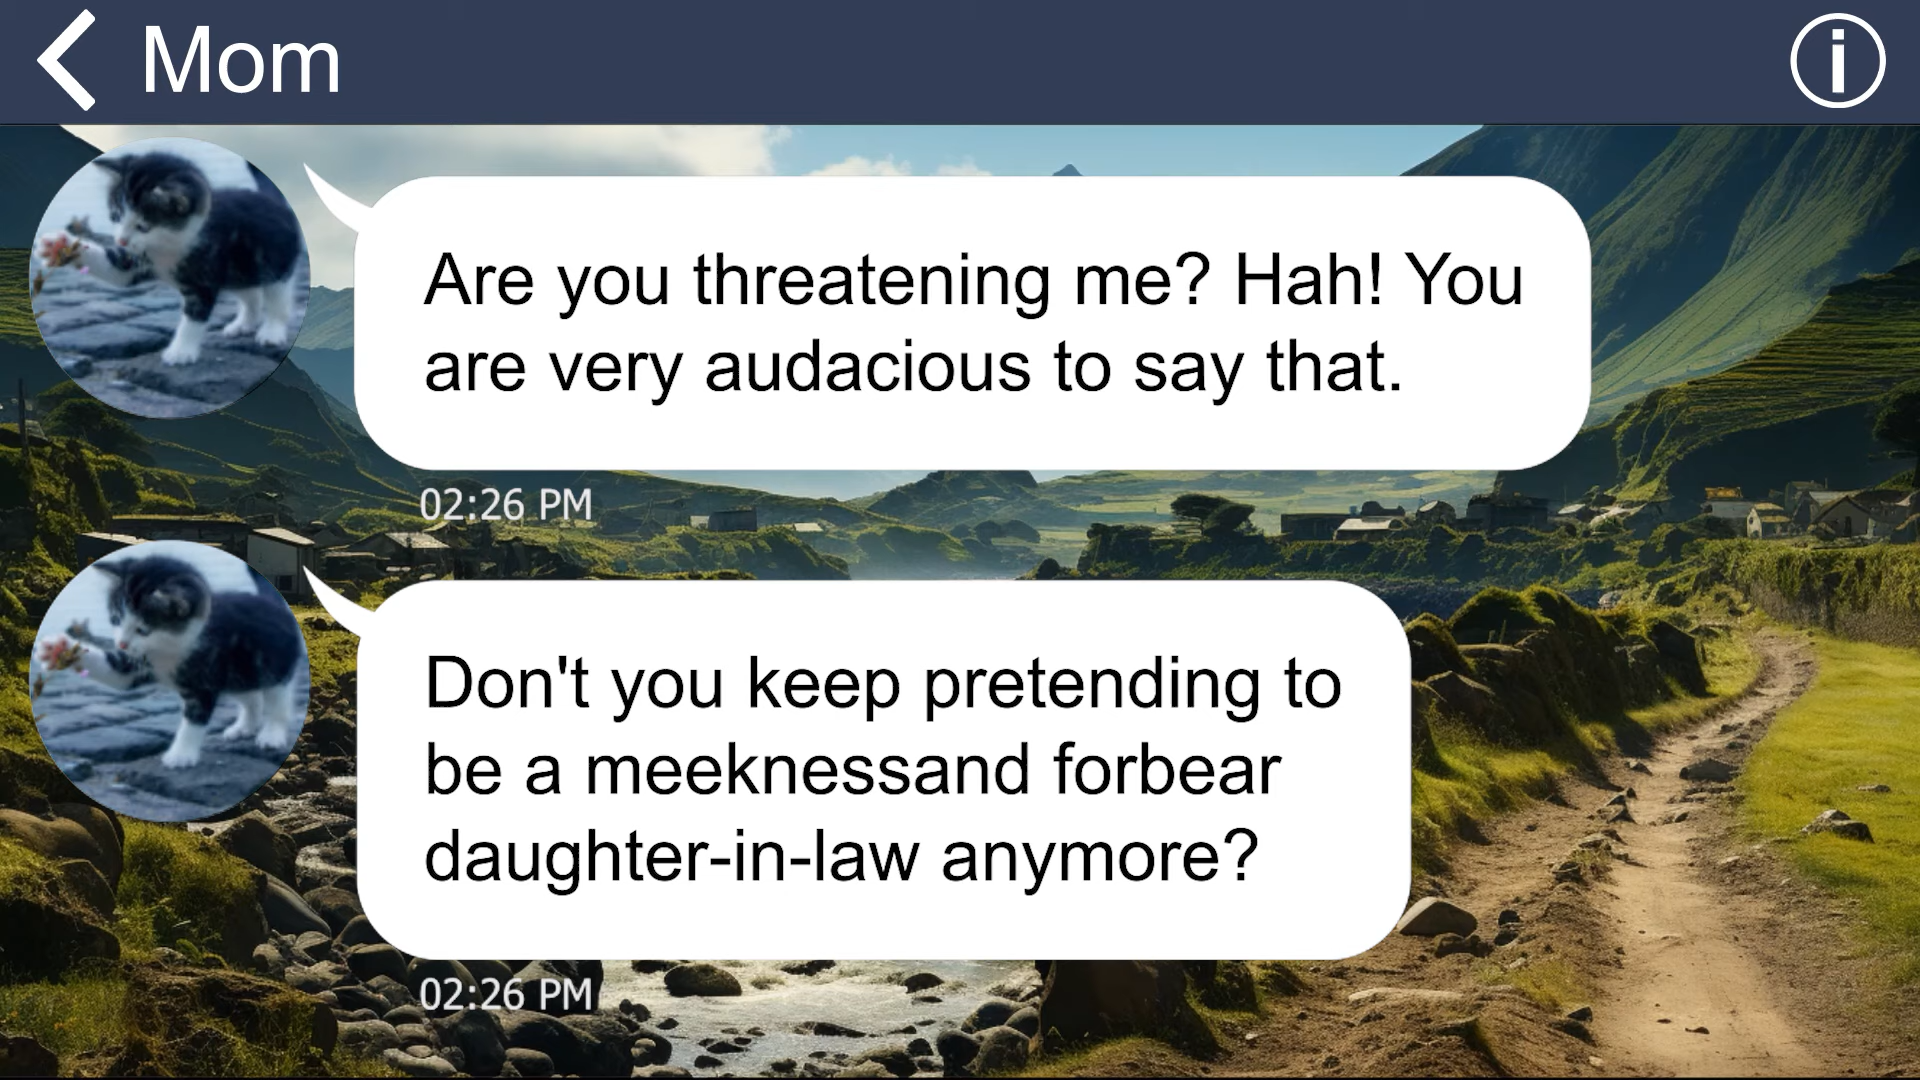 Mom
Are you threatening me? Hah! You
are very audacious to say that.
02:26 PM
Don't you keep pretending to
be a meeknessand forbear
daughter-in-law anymore?
02:26 PM